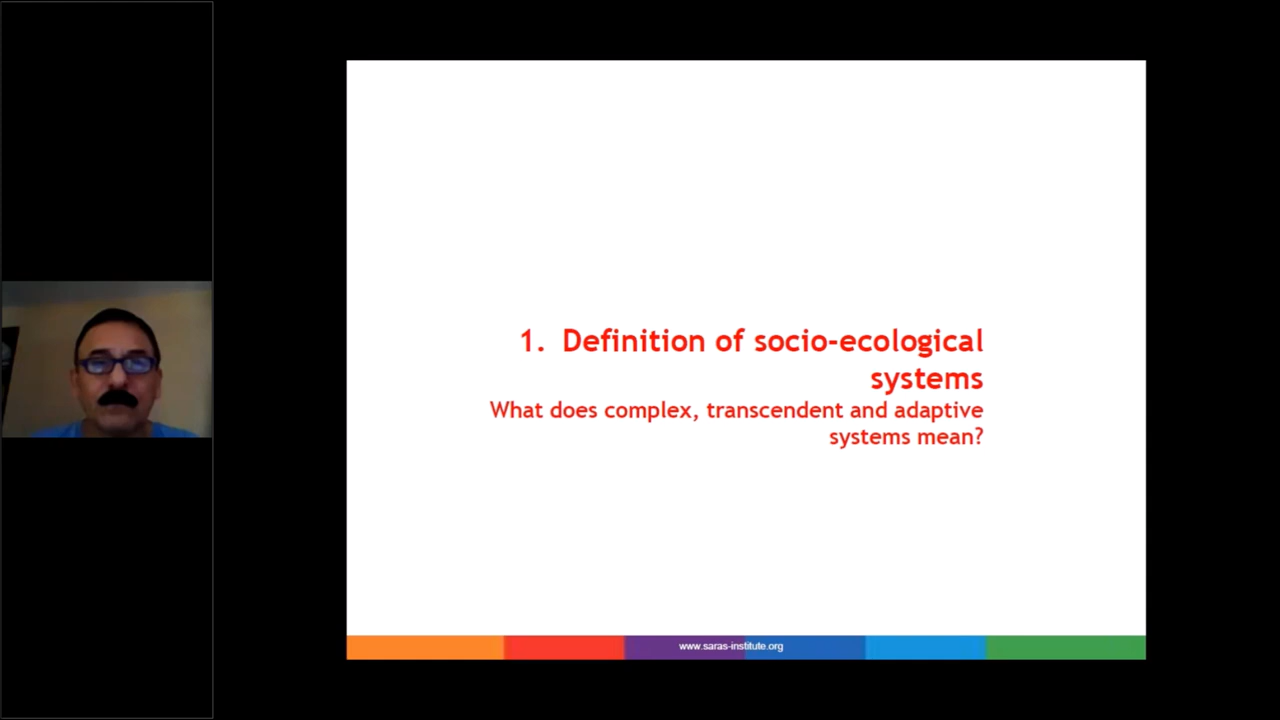 1. Definition of socio-ecological
systems
What does complex, transcendent and adaptive
systems mean?
www.saras-institute.org